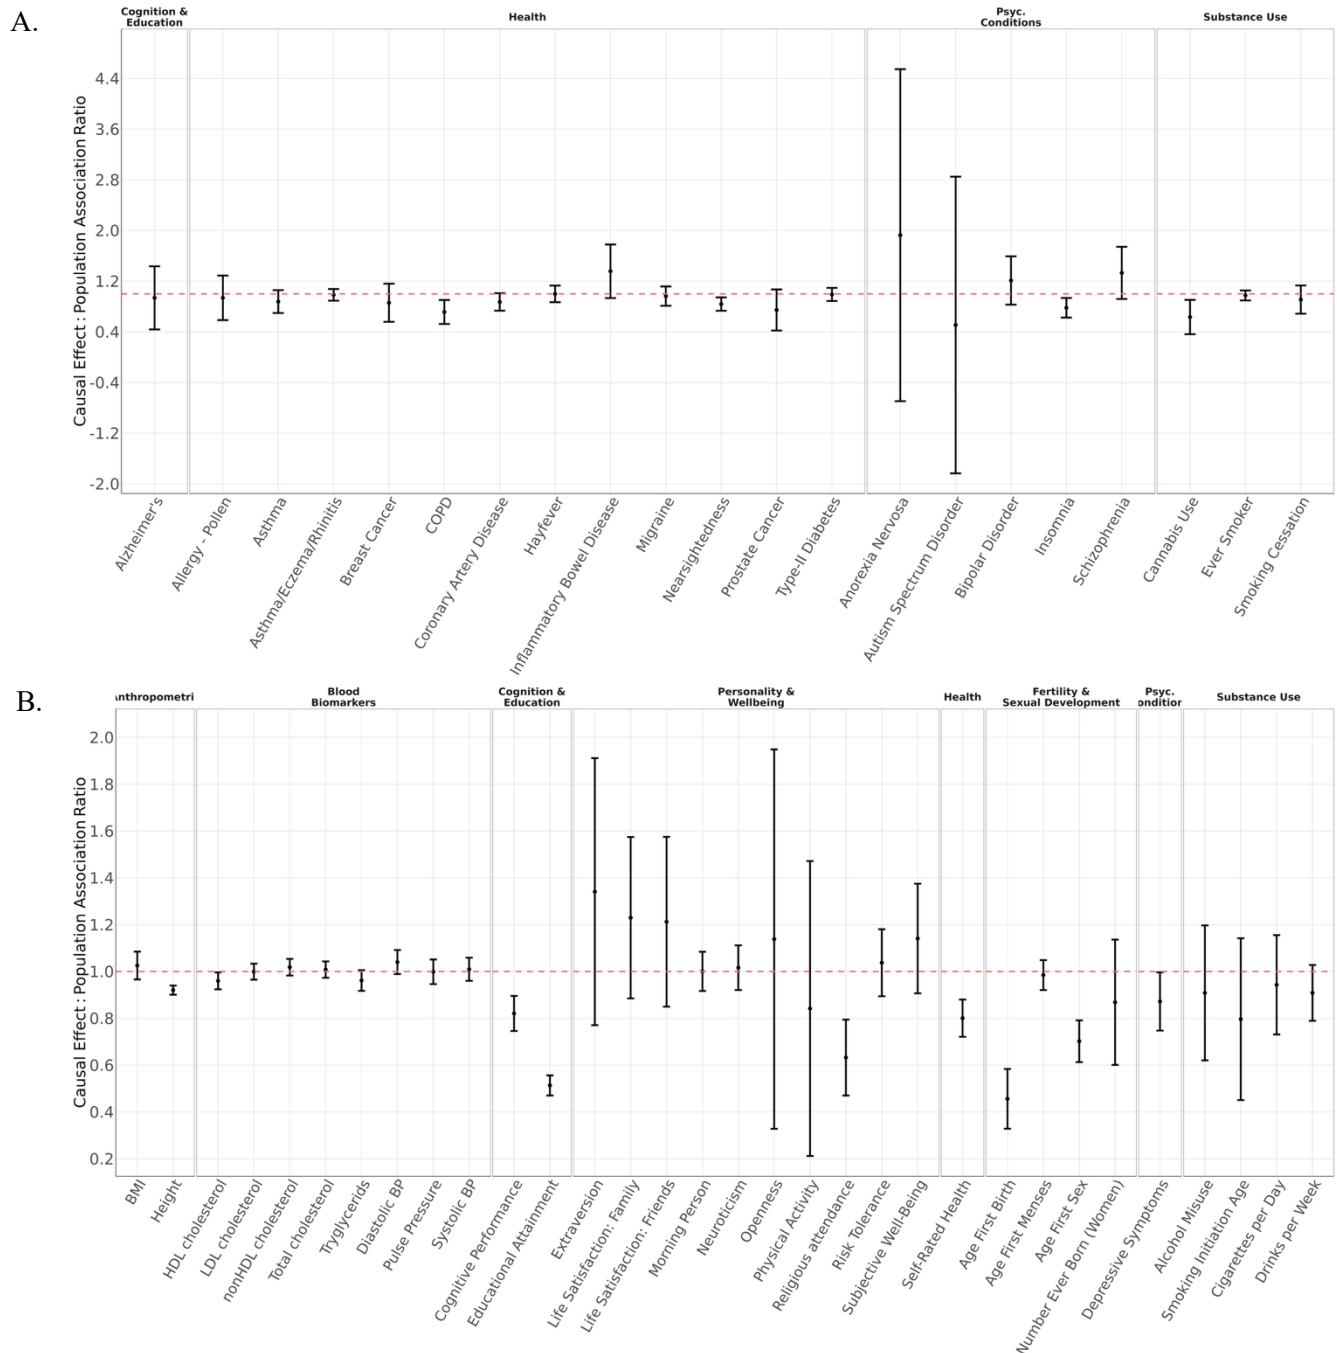 A.
Cognition &
Education
Health
Psyc.
Conditions
Substance Use
Causal Effect : Population Association Ratio
4.4
3.6
2.8
2.0
1.2
0.4
-0.4
-1.2
-2.0
Alzheimer's
Allergy - Pollen
Asthma
Asthma/Eczema/Rhinitis
Breast Cancer
COPD
Coronary Artery Disease
Hayfever
Inflammatory Bowel Disease
Migraine
Nearsightedness
Prostate Cancer
Type-II Diabetes
Anorexia Nervosa
Autism Spectrum Disorder
Bipolar Disorder
Insomnia
Schizophrenia
Cannabis Use
Ever Smoker
Smoking Cessation
B.
nthropometri
Blood
Biomarkers
Cognition &
Education
Personality &
Wellbeing
Health
Fertility &
Sexual Development
Psyc.
ondition
Substance Use
Causal Effect : Population Association Ratio
2.0
1.8
1.6
1.4
1.2
1.0
0.8
0.6
0.4
0.2
BMI
Height
HDL cholesterol
LDL cholesterol
nonHDL cholesterol
Total cholesterol
Tryglycerids
Diastolic BP
Pulse Pressure
Systolic BP
Cognitive Performance
Educational Attainment
Extraversion
Life Satisfaction: Family
Life Satisfaction: Friends
Morning Person
Neuroticism
Openness
Physical Activity
Religious attendance
Risk Tolerance
Subjective Well-Being
Self-Rated Health
Age First Birth
Age First Menses
Age First Sex
Number Ever Born (Women)
Depressive Symptoms
Alcohol Misuse
Smoking Initiation Age
Cigarettes per Day
Drinks per Week